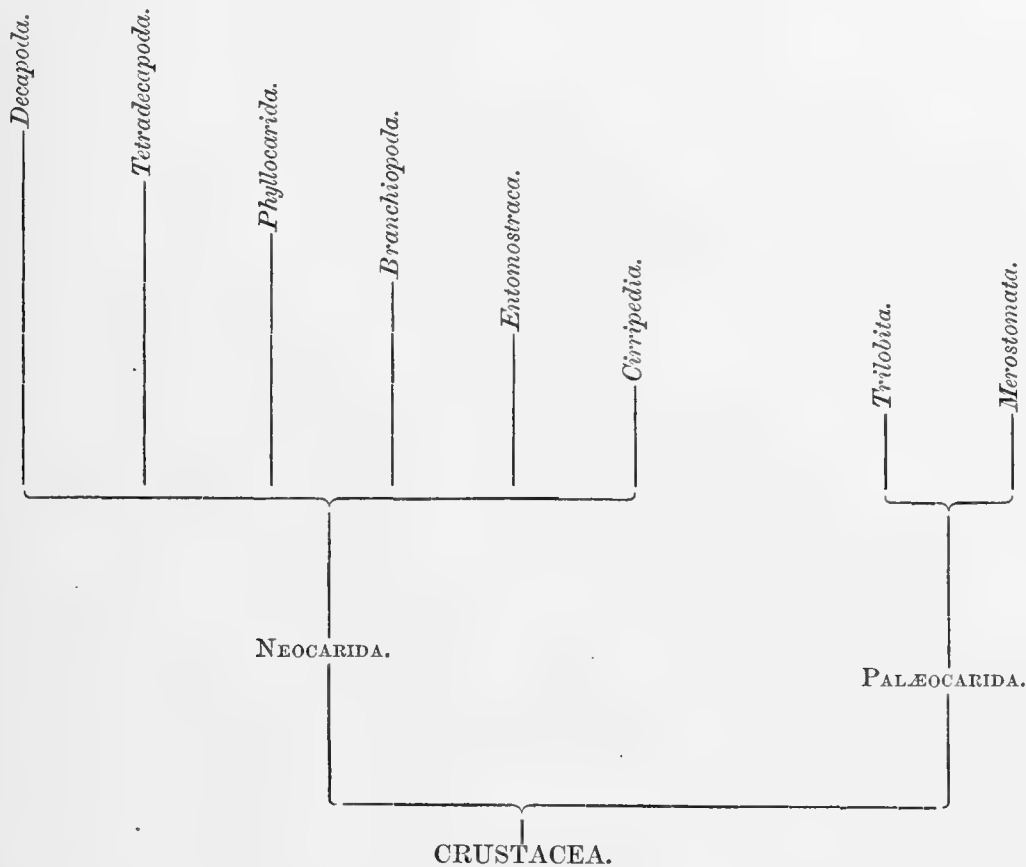 Decapoda.
Tetradecapoda.
Phyllocarida.
Branchiopoda.
Entomostraca.
Cirripedia.
Trilobita.
Merostomata.
NEOCARIDA.
PALÆOCARIDA.
CRUSTACEA.